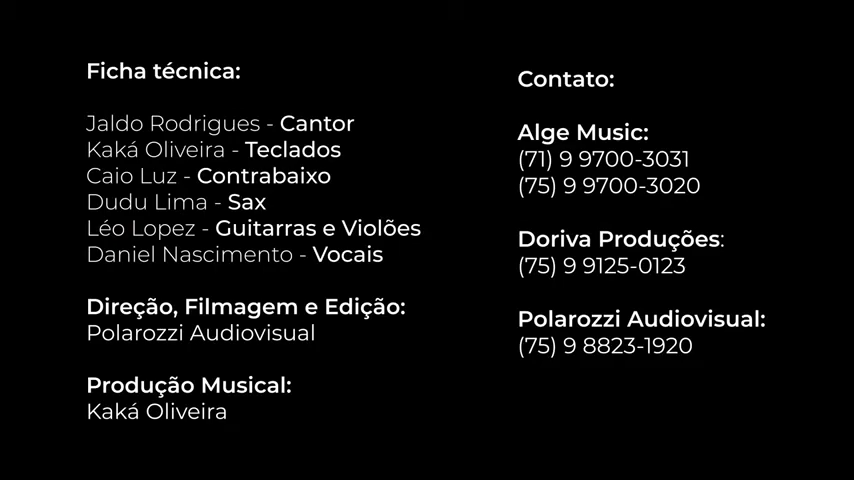 Ficha técnica:
Jaldo Rodrigues - Cantor
Kaká Oliveira - Teclados
Caio Luz - Contrabaixo
Dudu Lima - Sax
Léo Lopez - Guitarras e Violões
Daniel Nascimento - Vocais
Direção, Filmagem e Edição:
Polarozzi Audiovisual
Produção Musical:
Kaká Oliveira
Contato:
Alge Music:
(71) 9 9700-3031
(75) 9 9700-3020
Doriva Produções:
(75) 9 9125-0123
Polarozzi Audiovisual:
(75) 9 8823-1920